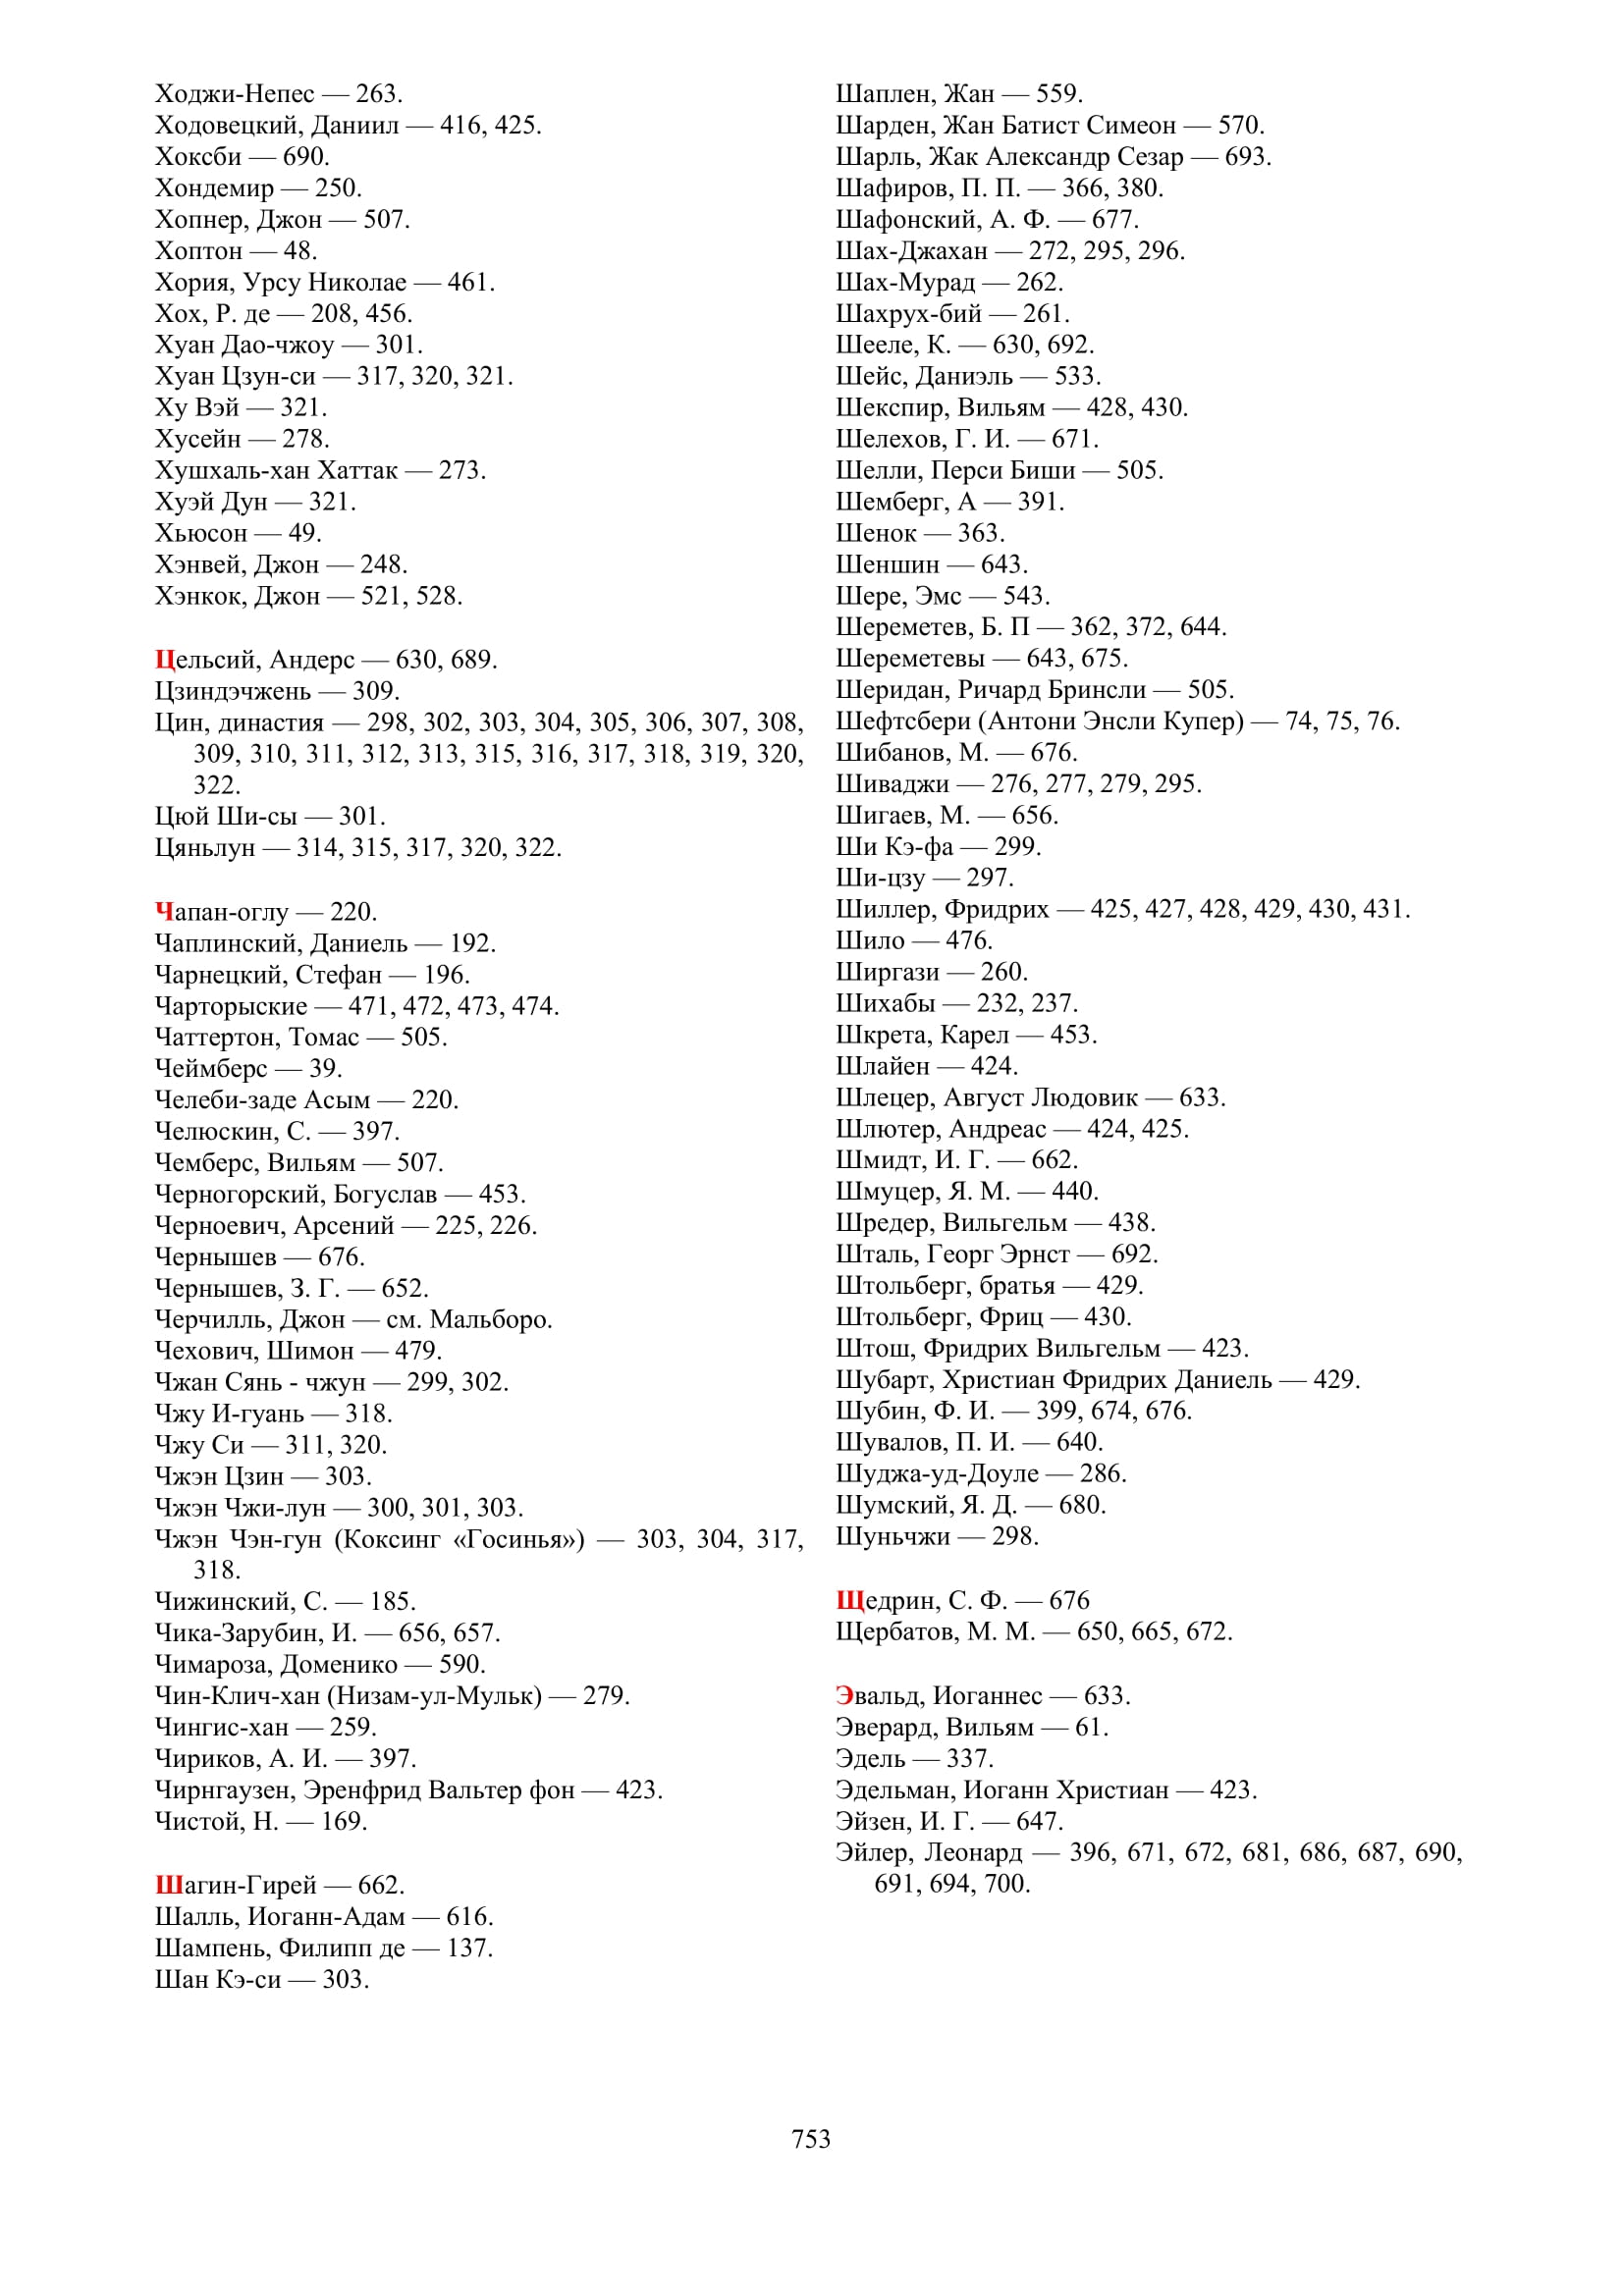 Ходжи-Непес — 263.
Ходовецкий, Даниил — 416, 425.
Хоксби — 690.
Хондемир — 250.
Хопнер, Джон — 507.
Хоптон — 48.
Хория, Урсу Николае — 461.
Хох, Р. де — 208, 456.
Хуан Дао-чжоу — 301.
Хуан Цзун-си — 317, 320, 321.
Ху Вэй — 321.
Хусейн — 278.
Хушхаль-хан Хаттак — 273.
Хуэй Дун — 321.
Хьюсон — 49.
Хэнвей, Джон — 248.
Хэнкок, Джон — 521, 528.
Цельсий, Андерс — 630, 689.
Цзиндэчжень — 309.
Цин, династия — 298, 302, 303, 304, 305, 306, 307, 308,
309, 310, 311, 312, 313, 315, 316, 317, 318, 319, 320,
322.
Цюй Ши-сы — 301.
Цяньлун — 314, 315, 317, 320, 322.
Чапан-оглу — 220.
Чаплинский, Даниель — 192.
Чарнецкий, Стефан — 196.
Чарторыские — 471, 472, 473, 474.
Чаттертон, Томас — 505.
Чеймберс — 39.
Челеби-заде Асым — 220.
Челюскин, С. — 397.
Чемберс, Вильям — 507.
Черногорский, Богуслав — 453.
Черноевич, Арсений — 225, 226.
Чернышев — 676.
Чернышев, З. Г. — 652.
Черчилль, Джон — см. Мальборо.
Чехович, Шимон — 479.
Чжан Сянь - чжун — 299, 302.
Чжу И-гуань — 318.
Чжу Си — 311, 320.
Чжэн Цзин — 303.
Чжэн Чжи-лун — 300, 301, 303.
Чжэн Чэн-гун (Коксинг «Госинья») — 303, 304, 317,
318.
Чижинский, С. — 185.
Чика-Зарубин, И. — 656, 657.
Чимароза, Доменико — 590.
Чин-Клич-хан (Низам-ул-Мульк) — 279.
Чингис-хан — 259.
Чириков, А. И. — 397.
Чирнгаузен, Эренфрид Вальтер фон — 423.
Чистой, Н. — 169.
Шагин-Гирей — 662.
Шалль, Иоганн-Адам — 616.
Шампень, Филипп де — 137.
Шан Кэ-си — 303.
Шаплен, Жан — 559.
Шарден, Жан Батист Симеон — 570.
Шарль, Жак Александр Сезар — 693.
Шафиров, П. П. — 366, 380.
Шафонский, А. Ф. — 677.
Шах-Джахан — 272, 295, 296.
Шах-Мурад — 262.
Шахрух-бий — 261.
Шееле, К. — 630, 692.
Шейс, Даниэль — 533.
Шекспир, Вильям — 428, 430.
Шелехов, Г. И. — 671.
Шелли, Перси Биши — 505.
Шемберг, А — 391.
Шенок — 363.
Шеншин — 643.
Шере, Эмс — 543.
Шереметев, Б. П — 362, 372, 644.
Шереметевы — 643, 675.
Шеридан, Ричард Бринсли — 505.
Шефтсбери (Антони Энсли Купер) — 74, 75, 76.
Шибанов, М. — 676.
Шиваджи — 276, 277, 279, 295.
Шигаев, М. — 656.
Ши Кэ-фа — 299.
Ши-цзу — 297.
Шиллер, Фридрих — 425, 427, 428, 429, 430, 431.
Шило — 476.
Ширгази — 260.
Шихабы — 232, 237.
Шкрета, Карел — 453.
Шлайен — 424.
Шлецер, Август Людовик — 633.
Шлютер, Андреас — 424, 425.
Шмидт, И. Г. — 662.
Шмуцер, Я. М. — 440.
Шредер, Вильгельм — 438.
Шталь, Георг Эрнст — 692.
Штольберг, братья — 429.
Штольберг, Фриц — 430.
Штош, Фридрих Вильгельм — 423.
Шубарт, Христиан Фридрих Даниель — 429.
Шубин, Ф. И. — 399, 674, 676.
Шувалов, П. И. — 640.
Шуджа-уд-Доуле — 286.
Шумский, Я. Д. — 680.
Шуньчжи — 298.
Щедрин, С. Ф. — 676
Щербатов, М. М. — 650, 665, 672.
Эвальд, Иоганнес — 633.
Эверард, Вильям — 61.
Эдель — 337.
Эдельман, Иоганн Христиан — 423.
Эйзен, И. Г. — 647.
Эйлер, Леонард — 396, 671, 672, 681, 686, 687, 690,
691, 694, 700.
753